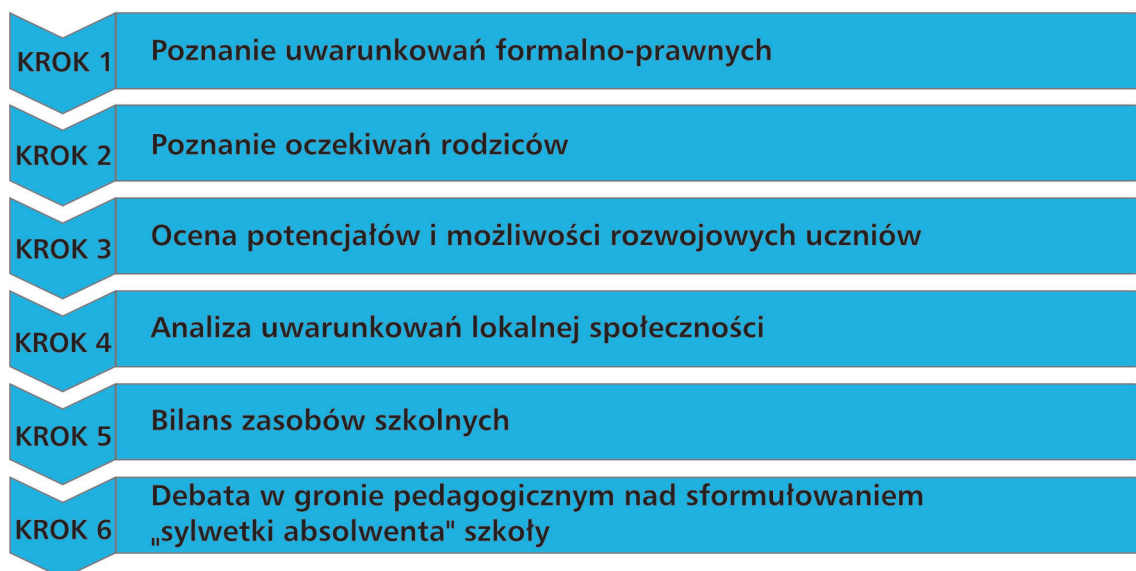 KROK 1
Poznanie uwarunkowań formalno-prawnych
KROK 2
Poznanie oczekiwań rodziców
KROK 3
Ocena potencjałów i możliwości rozwojowych uczniów
KROK 4
Analiza uwarunkowań lokalnej społeczności
KROK 5
Bilans zasobów szkolnych
KROK 6
Debata w gronie pedagogicznym nad sformułowaniem
„sylwetki absolwenta" szkoły